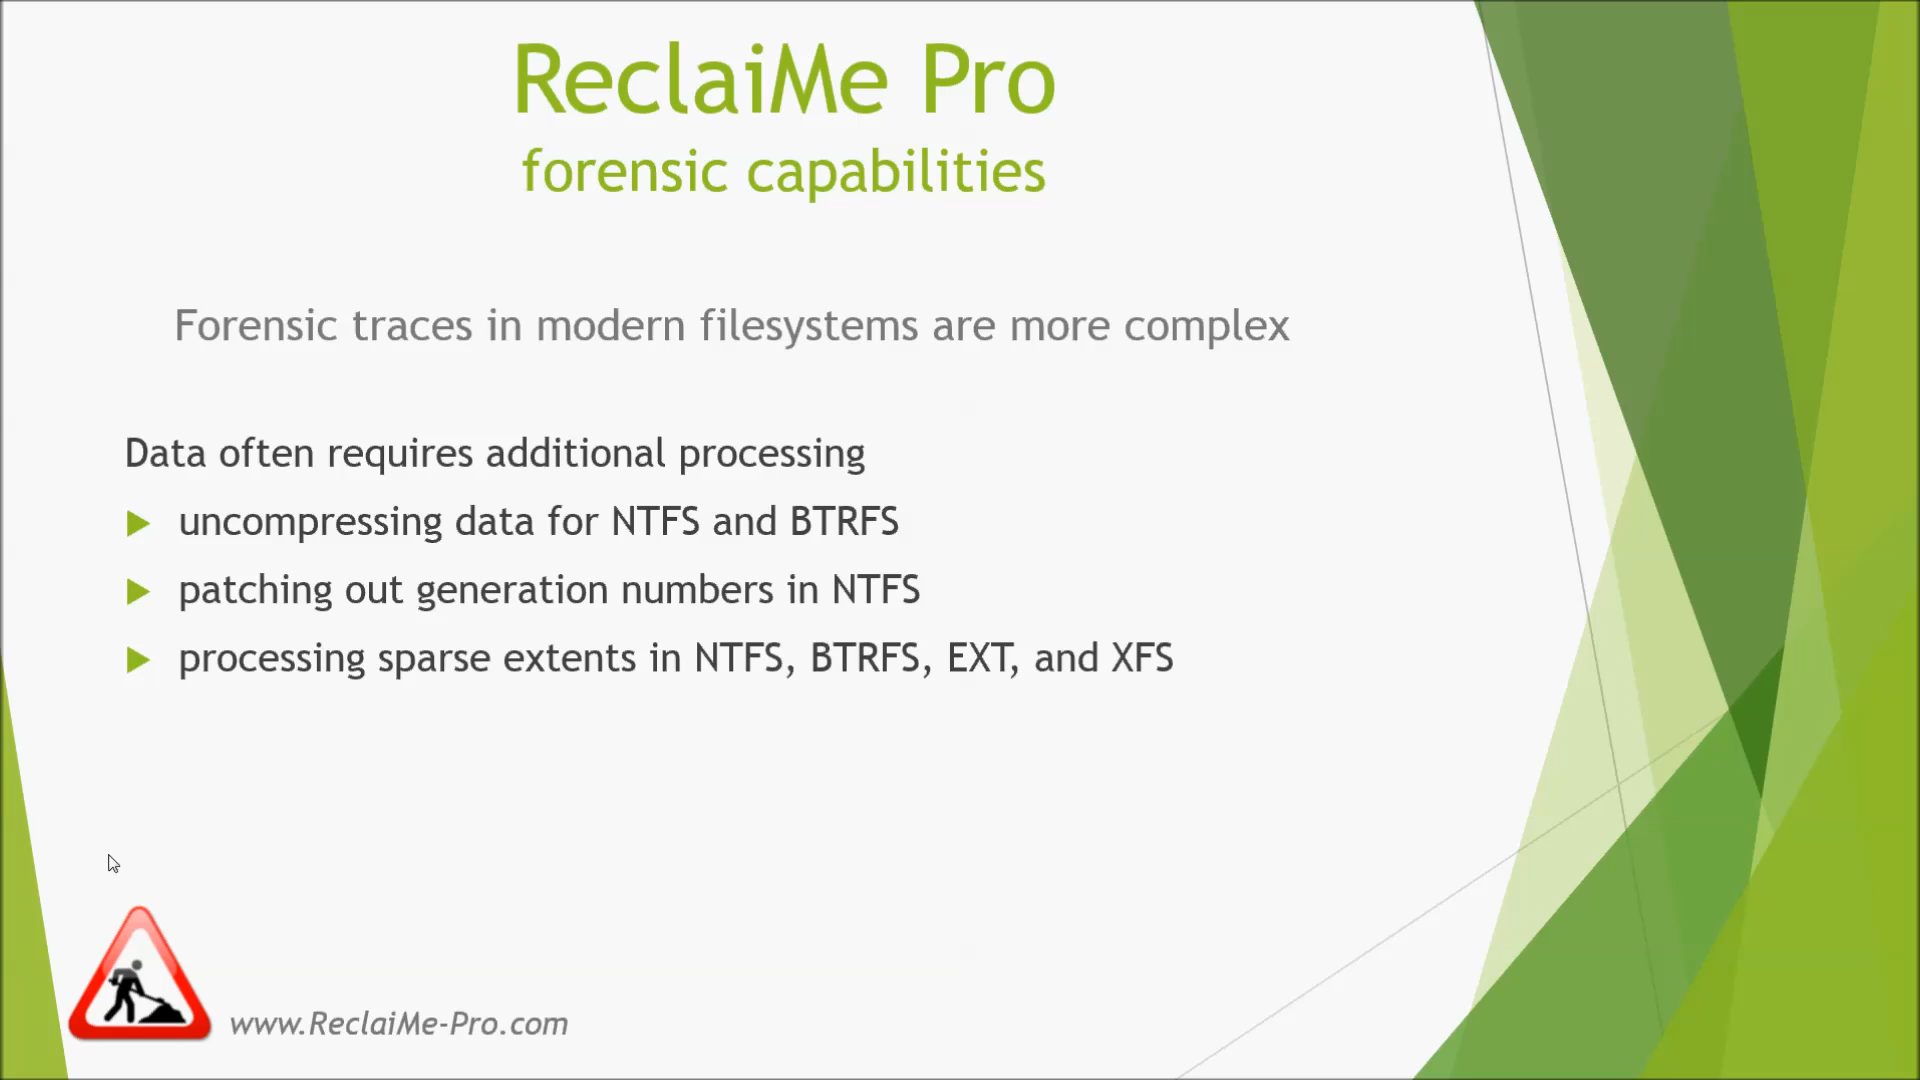 ReclaiMe Pro
forensic capabilities
Forensic traces in modern filesystems are more complex
Data often requires additional processing
uncompressing data for NTFS and BTRFS
patching out generation numbers in NTFS
processing sparse extents in NTFS, BTRFS, EXT, and XFS
www.ReclaiMe-Pro.com